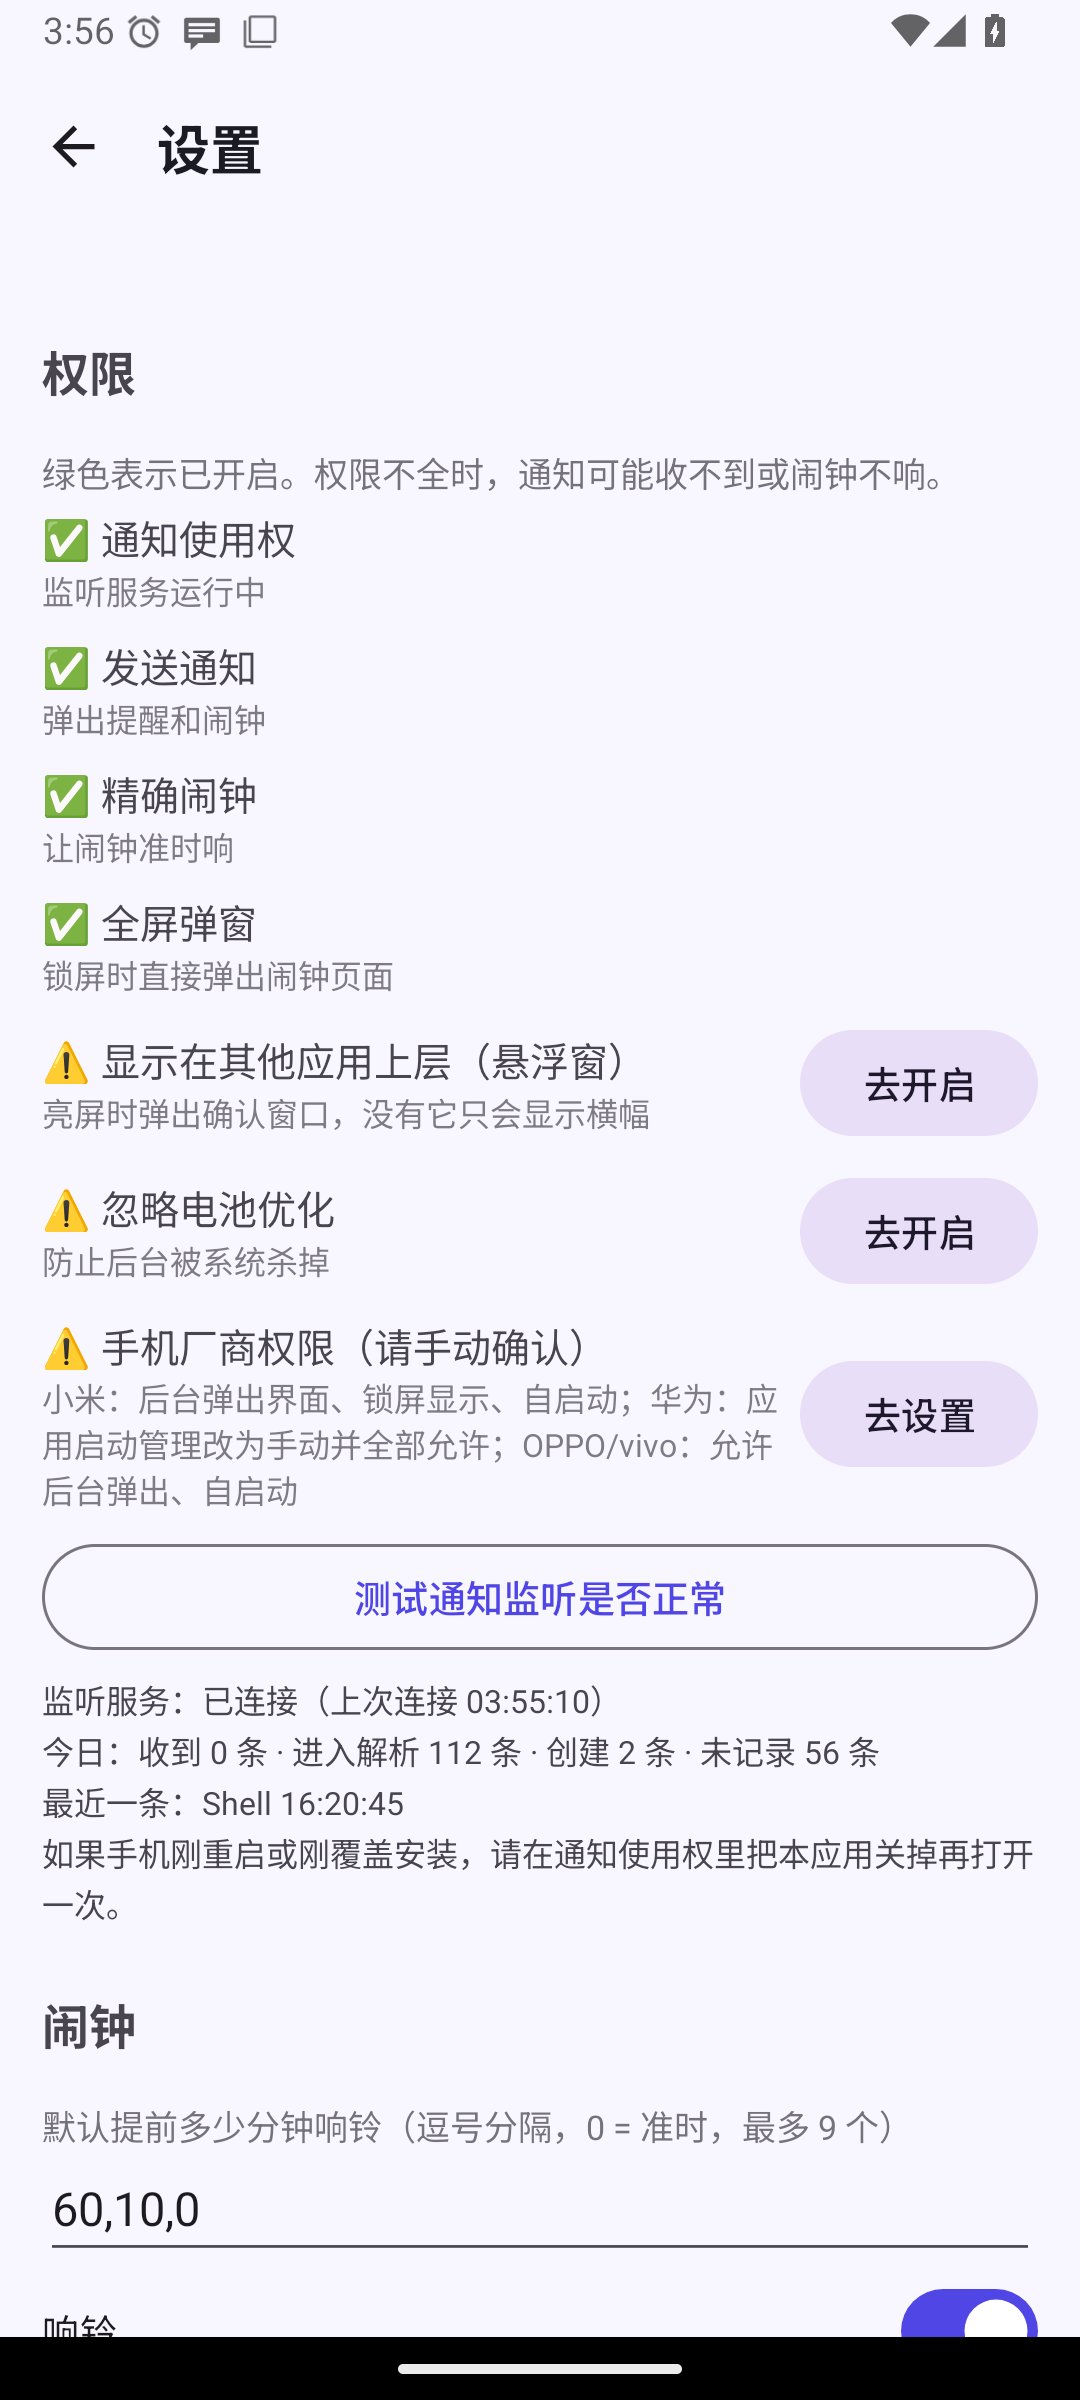 3:56
设置
权限
绿色表示已开启。权限不全时，通知可能收不到或闹钟不响。
✅ 通知使用权
监听服务运行中
✅ 发送通知
弹出提醒和闹钟
✅ 精确闹钟
让闹钟准时响
✅ 全屏弹窗
锁屏时直接弹出闹钟页面
⚠️ 显示在其他应用上层（悬浮窗）
亮屏时弹出确认窗口，没有它只会显示横幅
去开启
⚠️ 忽略电池优化
防止后台被系统杀掉
去开启
⚠️ 手机厂商权限（请手动确认）
小米：后台弹出界面、锁屏显示、自启动；华为：应
用启动管理改为手动并全部允许；OPPO/vivo：允许
后台弹出、自启动
去设置
测试通知监听是否正常
监听服务：已连接（上次连接 03:55:10）
今日：收到 0 条 · 进入解析 112 条 · 创建 2 条 · 未记录 56 条
最近一条：Shell 16:20:45
如果手机刚重启或刚覆盖安装，请在通知使用权里把本应用关掉再打开
一次。
闹钟
默认提前多少分钟响铃（逗号分隔，0 = 准时，最多 9 个）
60,10,0
响铃